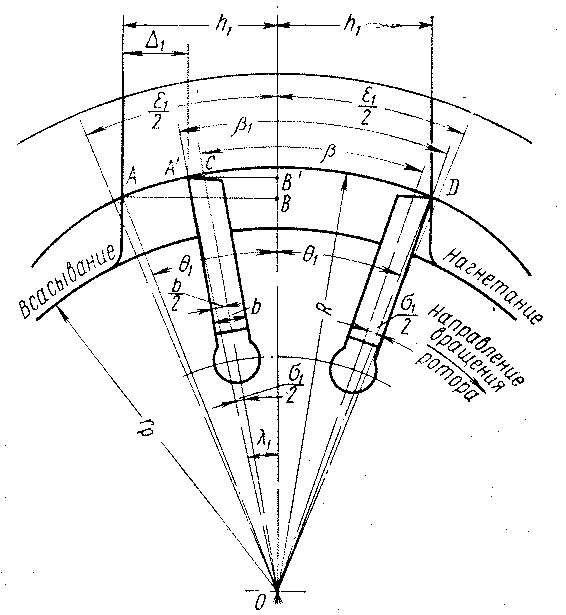 h₁ h₁
Δ₁
ε₁/2 ε₁/2
β₁
β
A A' C B' D
B
всасывание
нагнетание
θ₁ θ₁
b/2
b
R
σ₁/2
направление
вращения
ротора
σ₁/2
λ₁
rр
O